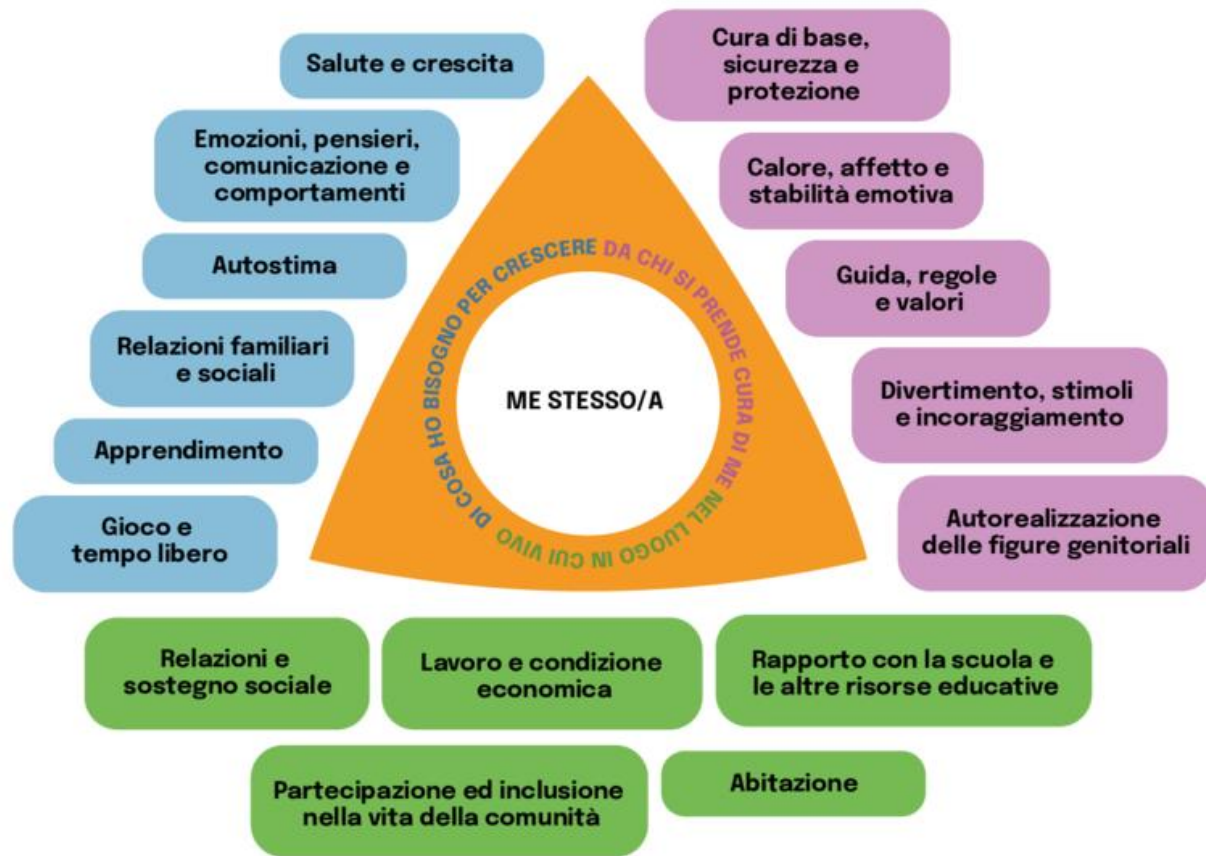 Salute e crescita
Emozioni, pensieri,
comunicazione e
comportamenti
Autostima
Relazioni familiari
e sociali
Apprendimento
Gioco e
tempo libero
Cura di base,
sicurezza e
protezione
Calore, affetto e
stabilità emotiva
Guida, regole
e valori
Divertimento, stimoli
e incoraggiamento
Autorealizzazione
delle figure genitoriali
DI COSA HO BISOGNO PER CRESCERE
DA CHI SI PRENDE CURA DI ME
NEL LUOGO IN CUI VIVO
ME STESSO/A
Relazioni e
sostegno sociale
Lavoro e condizione
economica
Rapporto con la scuola e
le altre risorse educative
Partecipazione ed inclusione
nella vita della comunità
Abitazione